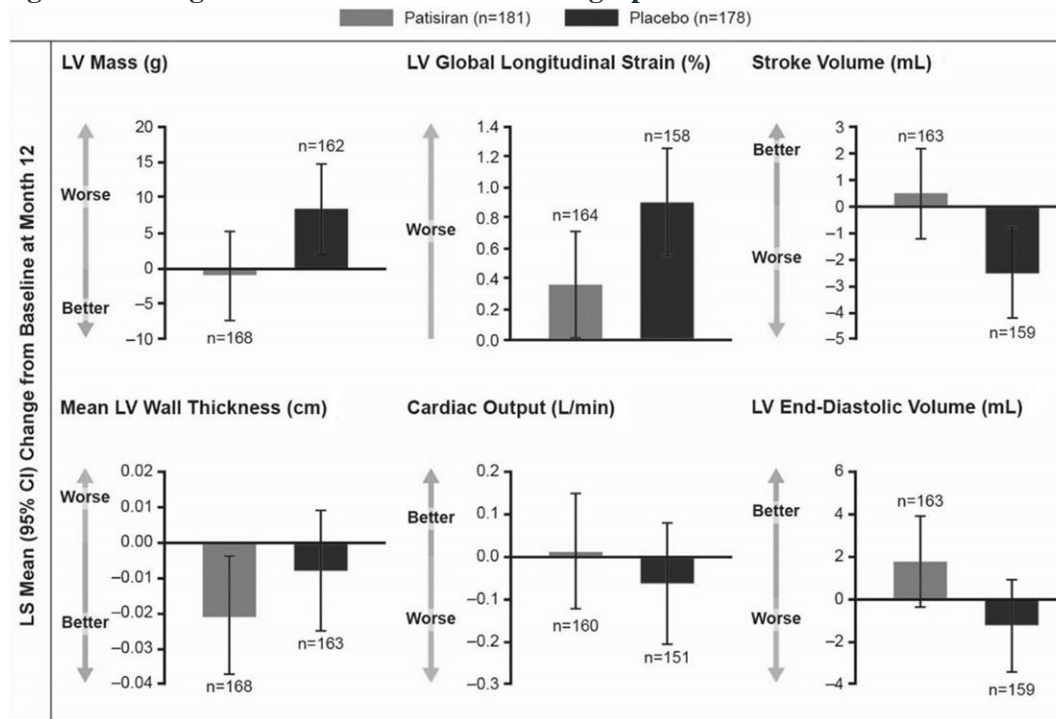 Patisiran (n=181) Placebo (n=178)
LS Mean (95% CI) Change from Baseline at Month 12
LV Mass (g)
20
15
10
5
0
–5
–10
Worse
Better
n=162
n=168
LV Global Longitudinal Strain (%)
1.4
1.2
1.0
0.8
0.6
0.4
0.2
0.0
Worse
n=158
n=164
Stroke Volume (mL)
3
2
1
0
–1
–2
–3
–4
–5
Better
Worse
n=163
n=159
Mean LV Wall Thickness (cm)
0.02
0.01
0.00
–0.01
–0.02
–0.03
–0.04
Worse
Better
n=163
n=168
Cardiac Output (L/min)
0.2
0.1
0.0
–0.1
–0.2
–0.3
Better
Worse
n=160
n=151
LV End-Diastolic Volume (mL)
6
4
2
0
–2
–4
Better
Worse
n=163
n=159